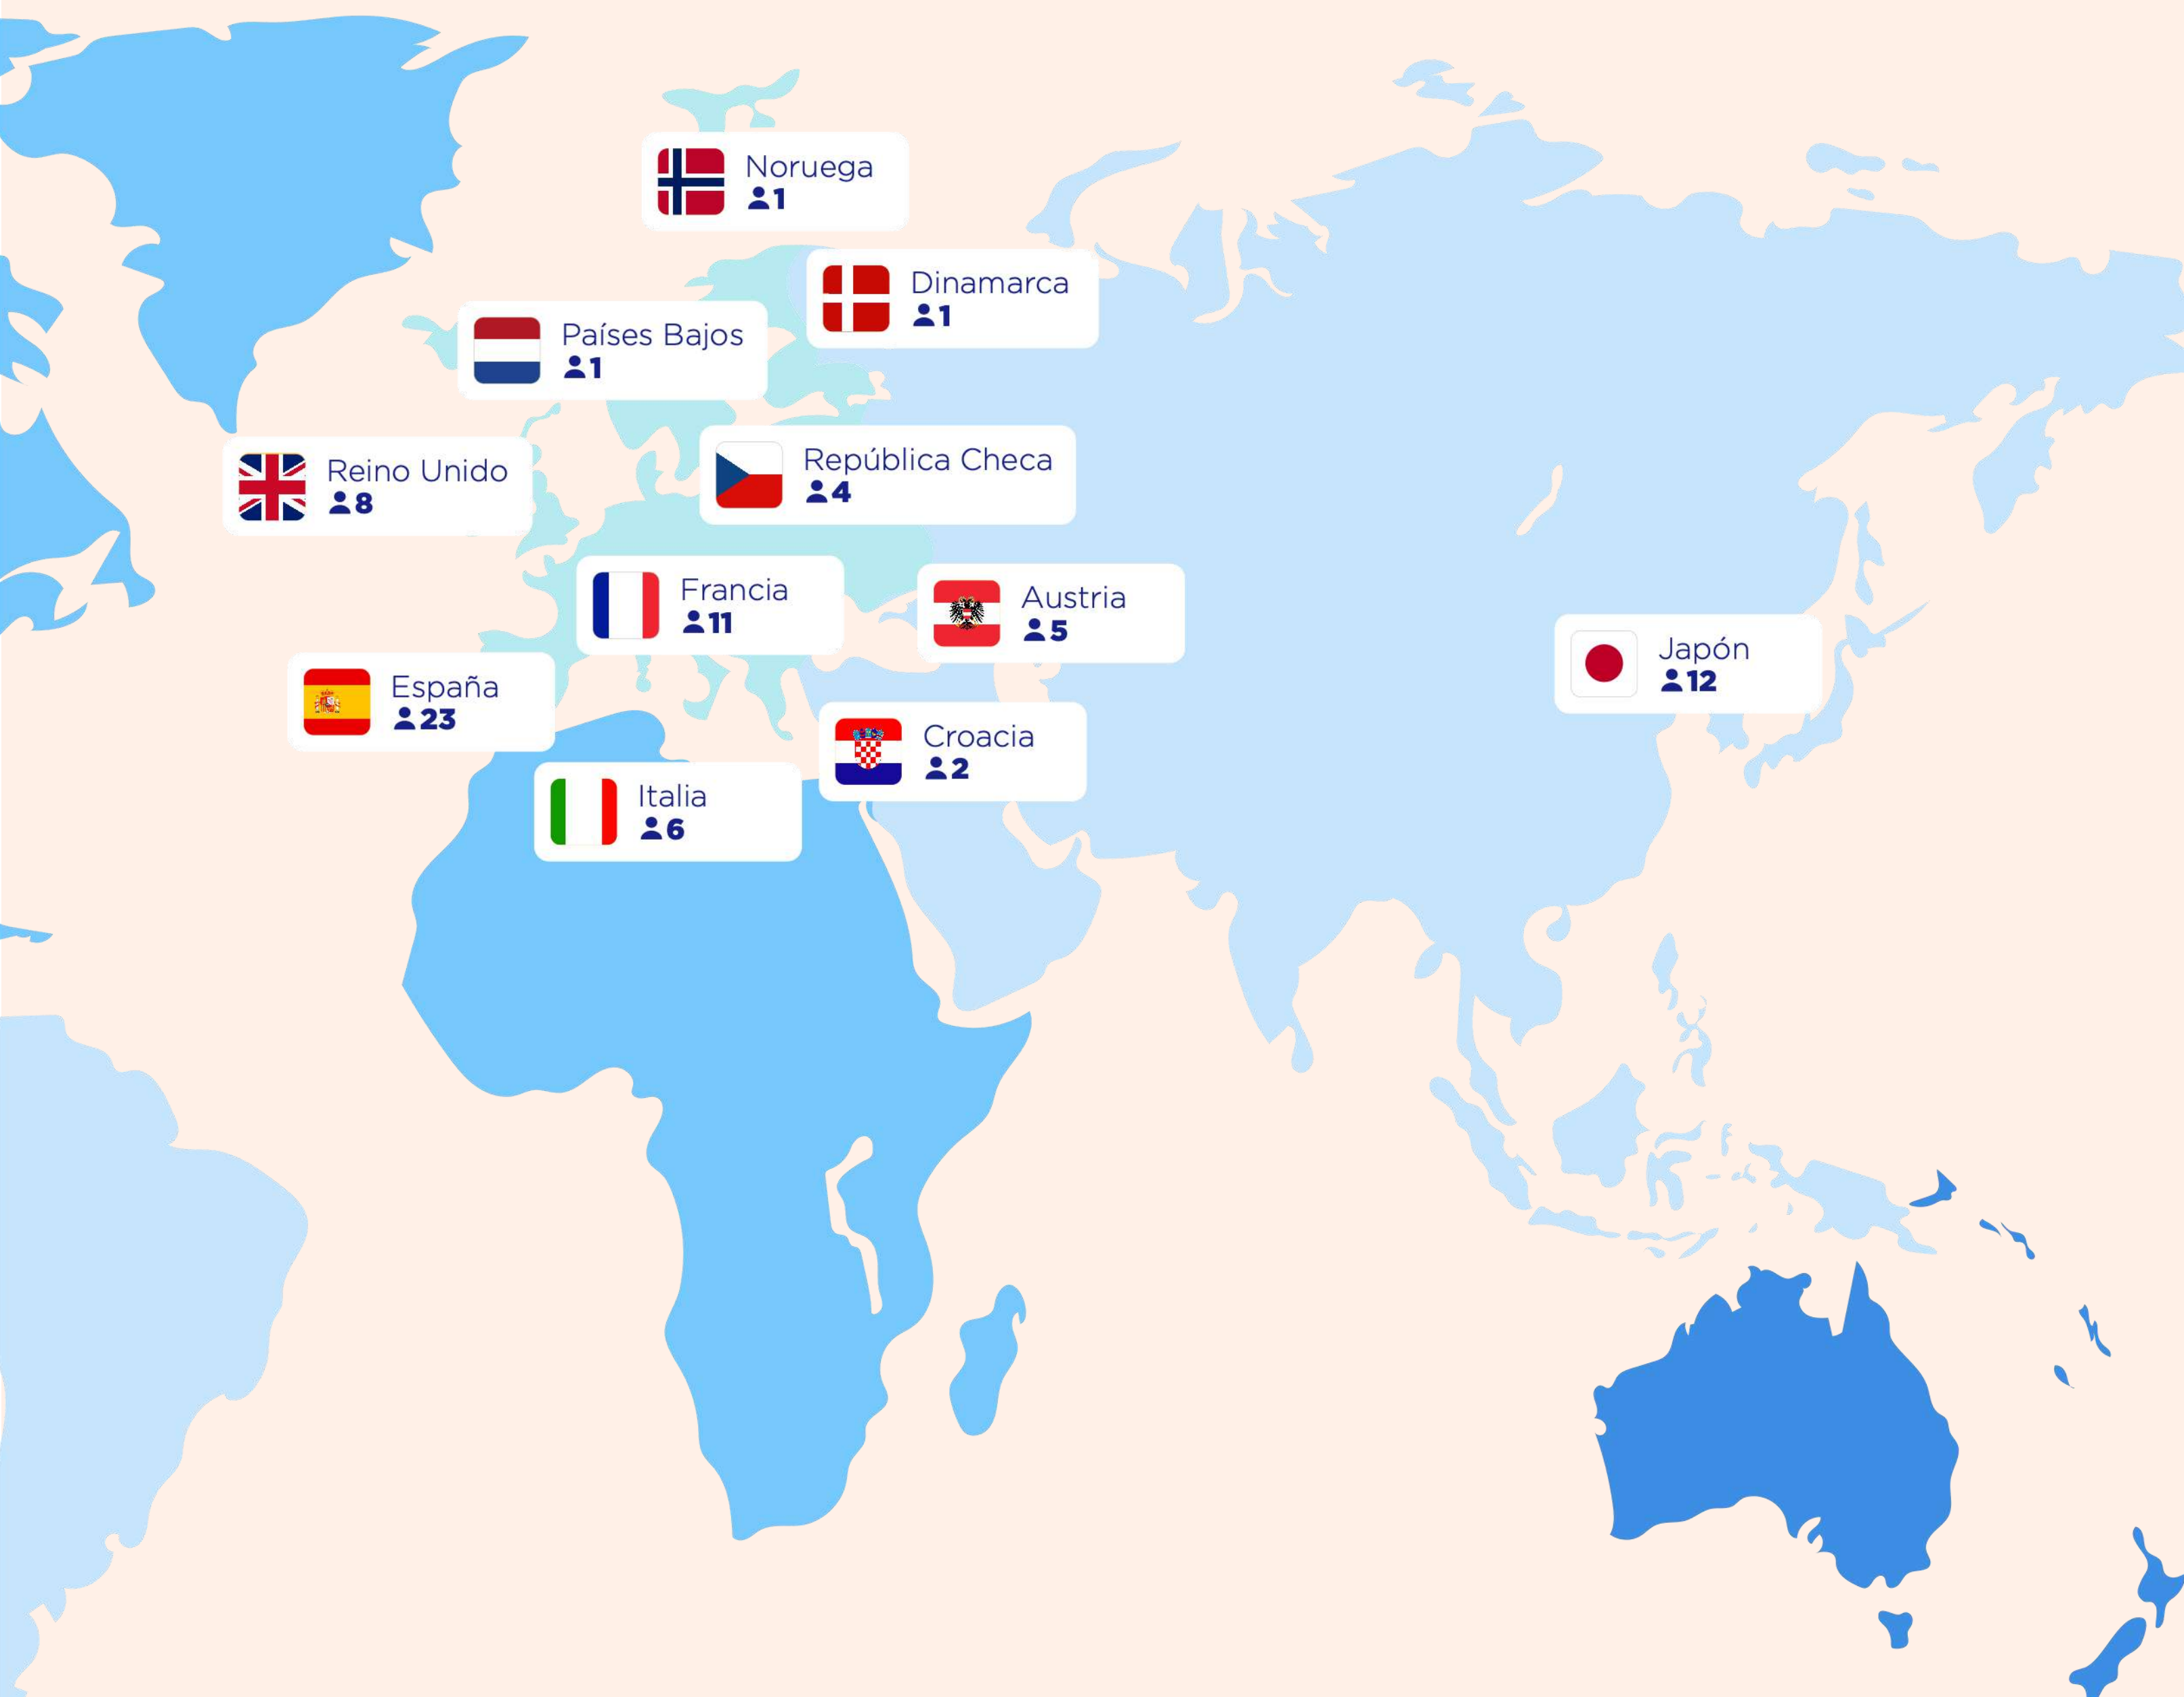 Noruega
1
Dinamarca
1
Países Bajos
1
República Checa
4
Reino Unido
8
Francia
11
Austria
5
Japón
12
España
23
Croacia
2
Italia
6